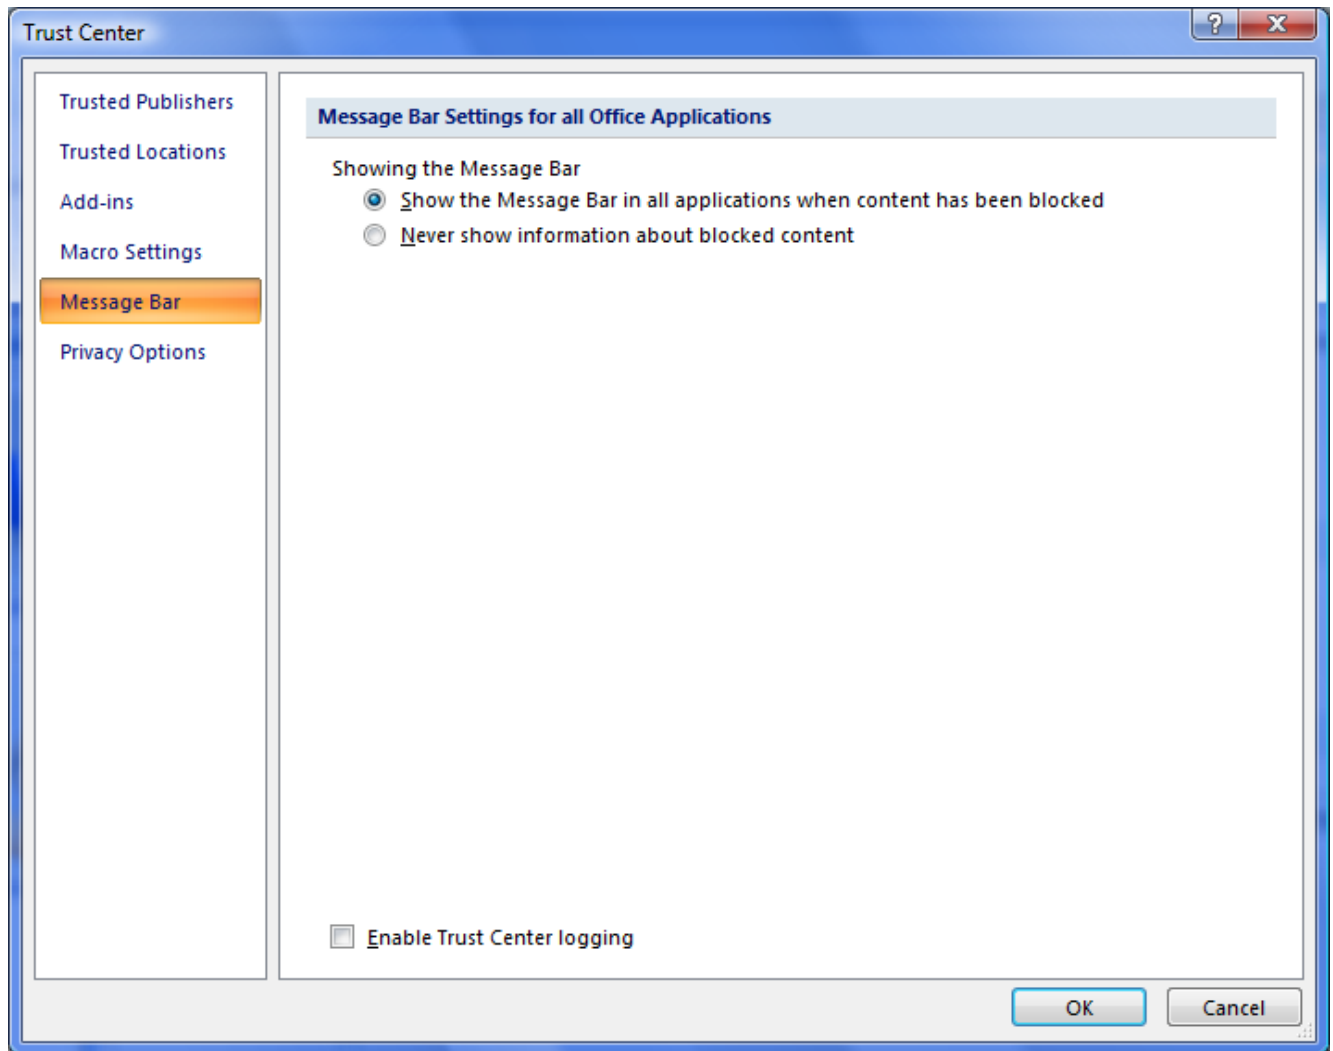 Trust Center
?
X
Trusted Publishers
Trusted Locations
Add-ins
Macro Settings
Message Bar
Privacy Options
Message Bar Settings for all Office Applications
Showing the Message Bar
Show the Message Bar in all applications when content has been blocked
Never show information about blocked content
Enable Trust Center logging
OK
Cancel